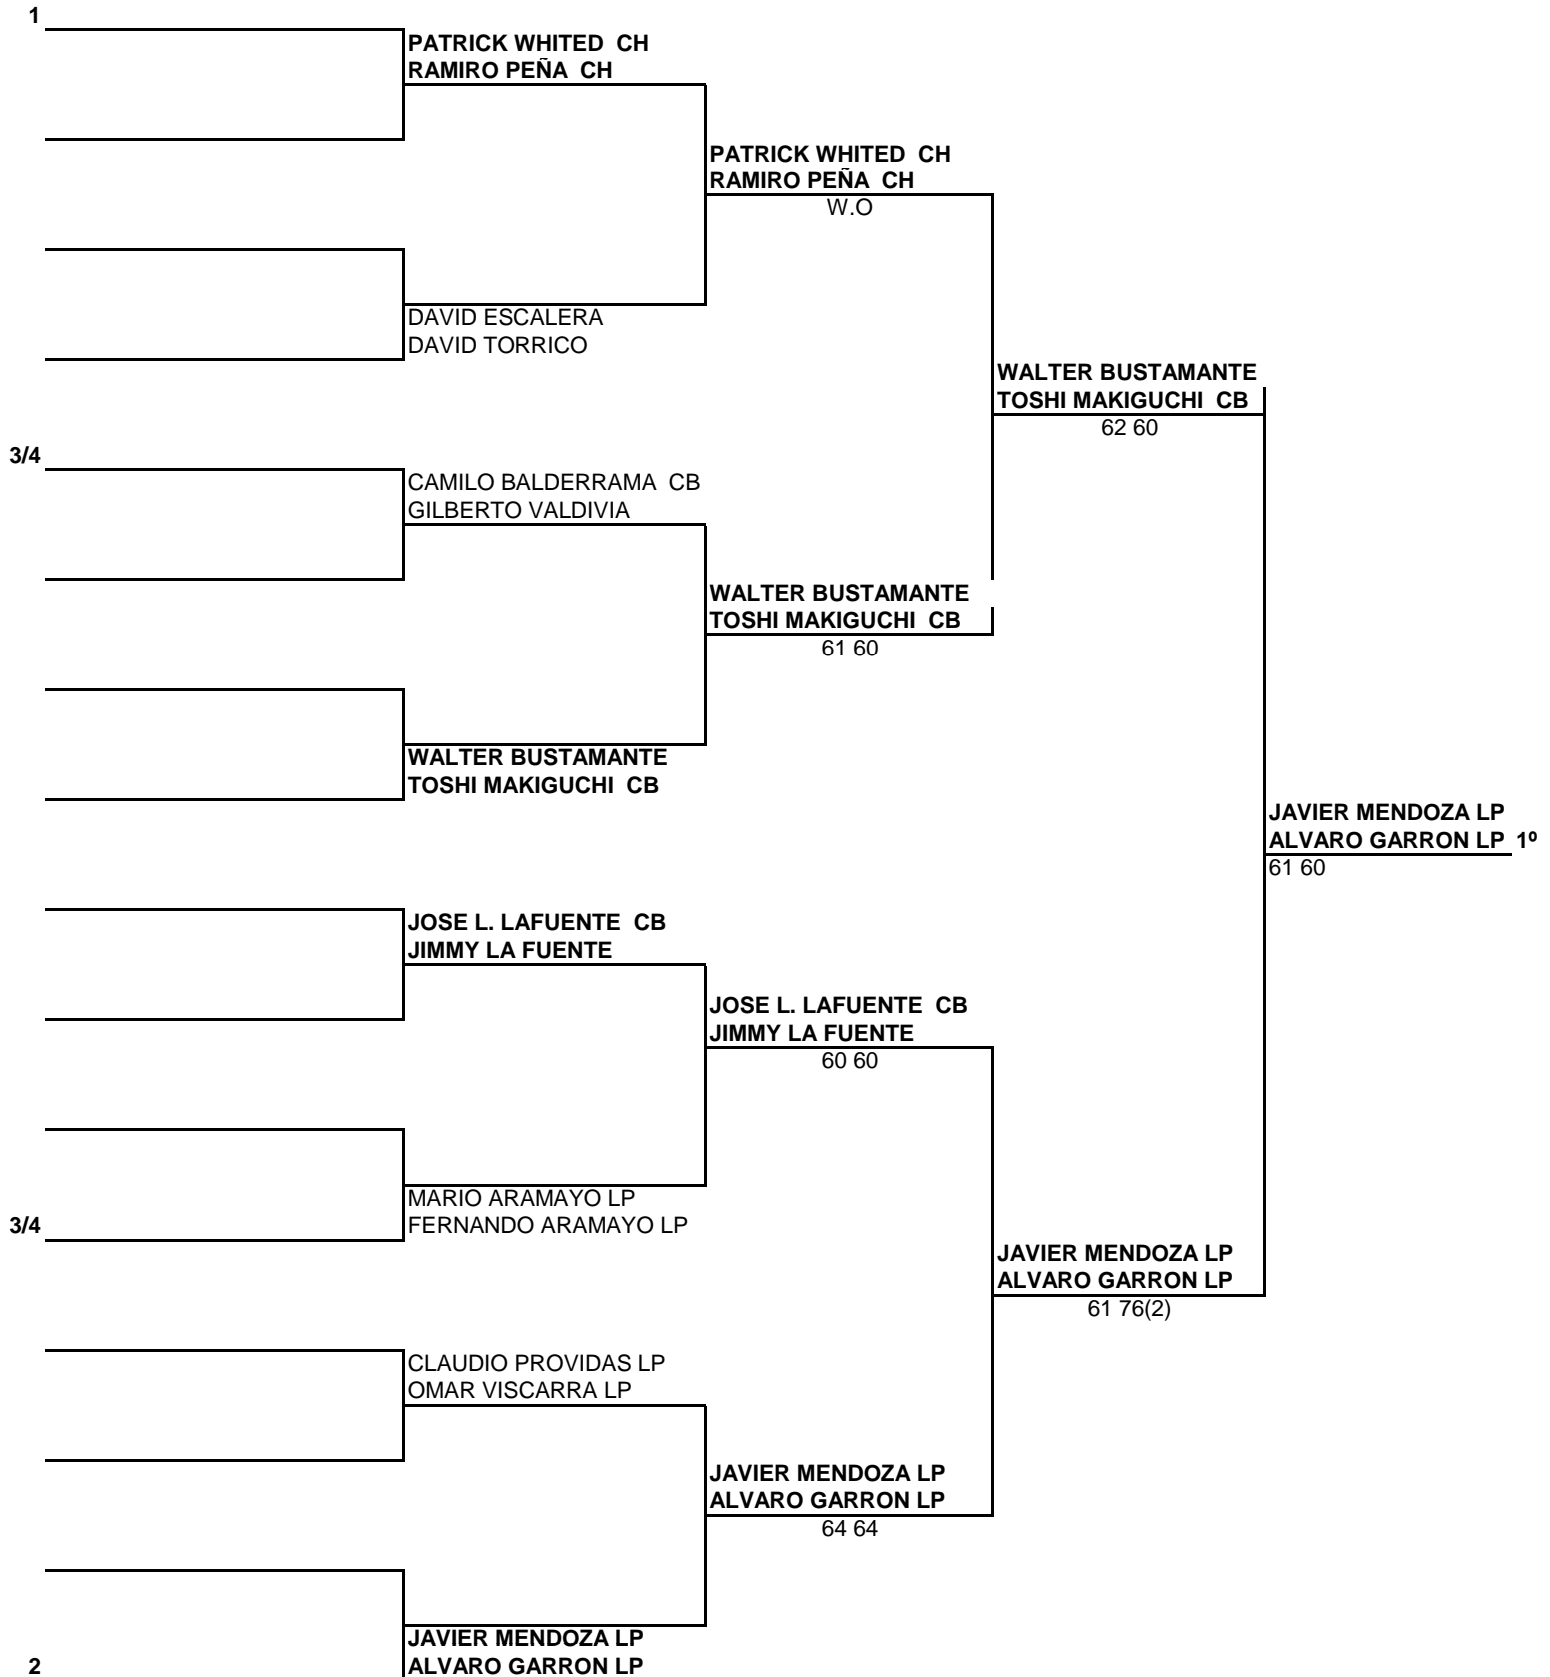 1
PATRICK WHITED CH
RAMIRO PEÑA CH
PATRICK WHITED CH
RAMIRO PEÑA CH
W.O
DAVID ESCALERA
DAVID TORRICO
WALTER BUSTAMANTE
TOSHI MAKIGUCHI CB
62 60
3/4
CAMILO BALDERRAMA CB
GILBERTO VALDIVIA
WALTER BUSTAMANTE
TOSHI MAKIGUCHI CB
61 60
WALTER BUSTAMANTE
TOSHI MAKIGUCHI CB
JAVIER MENDOZA LP
ALVARO GARRON LP 1º
61 60
JOSE L. LAFUENTE CB
JIMMY LA FUENTE
JOSE L. LAFUENTE CB
JIMMY LA FUENTE
60 60
MARIO ARAMAYO LP
FERNANDO ARAMAYO LP
3/4
JAVIER MENDOZA LP
ALVARO GARRON LP
61 76(2)
CLAUDIO PROVIDAS LP
OMAR VISCARRA LP
JAVIER MENDOZA LP
ALVARO GARRON LP
64 64
JAVIER MENDOZA LP
ALVARO GARRON LP
2